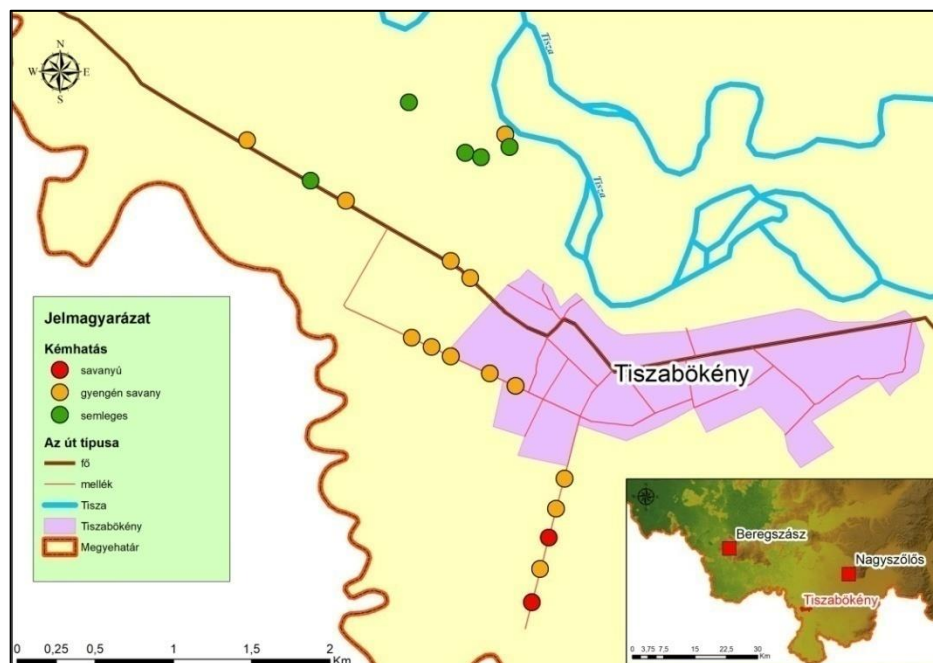 N
W E
S
Tisza
Tisza
Jelmagyarázat
Kémhatás
savanyú
gyengén savany
semleges
Az út típusa
fő
mellék
Tisza
Tiszabökény
Megyehatár
Tiszabökény
Beregszász
Nagyszőlős
Tiszabökény
0 0,25 0,5 1 1,5 2
Km
0 3,75 7,5 15 22,5 30
Km